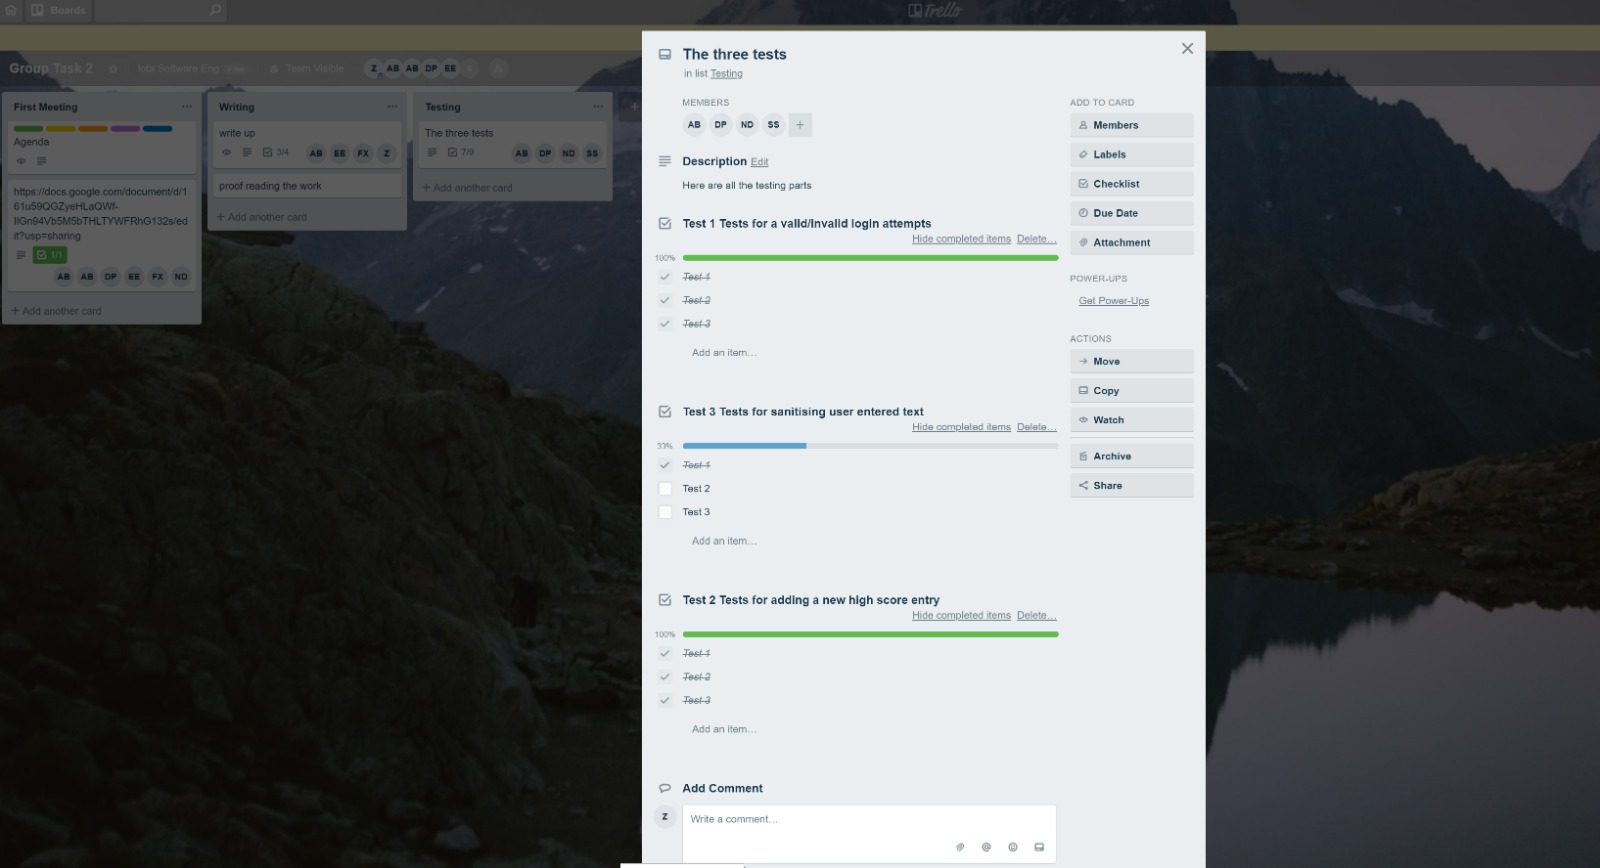 Boards
Trello
Group Task 2
Iota Software Eng
Free
Team Visible
Z AB AB DP EE
First Meeting
Agenda
https://docs.google.com/document/d/1
61u59QGZyeHLaQWf-
IIGn94Vb5M5bTHLTYWFRhG132s/ed
it?usp=sharing
1/1
AB AB DP EE FX ND
+ Add another card
Writing
write up
3/4
AB EE FX Z
proof reading the work
+ Add another card
Testing
The three tests
7/9
AB DP ND SS
+ Add another card
The three tests
in list Testing
MEMBERS
AB DP ND SS +
Description Edit
Here are all the testing parts
Test 1 Tests for a valid/invalid login attempts
Hide completed items Delete...
100%
Test 1
Test 2
Test 3
Add an item...
Test 3 Tests for sanitising user entered text
Hide completed items Delete...
33%
Test 1
Test 2
Test 3
Add an item...
Test 2 Tests for adding a new high score entry
Hide completed items Delete...
100%
Test 1
Test 2
Test 3
Add an item...
Add Comment
Z
Write a comment...
ADD TO CARD
Members
Labels
Checklist
Due Date
Attachment
POWER-UPS
Get Power-Ups
ACTIONS
Move
Copy
Watch
Archive
Share